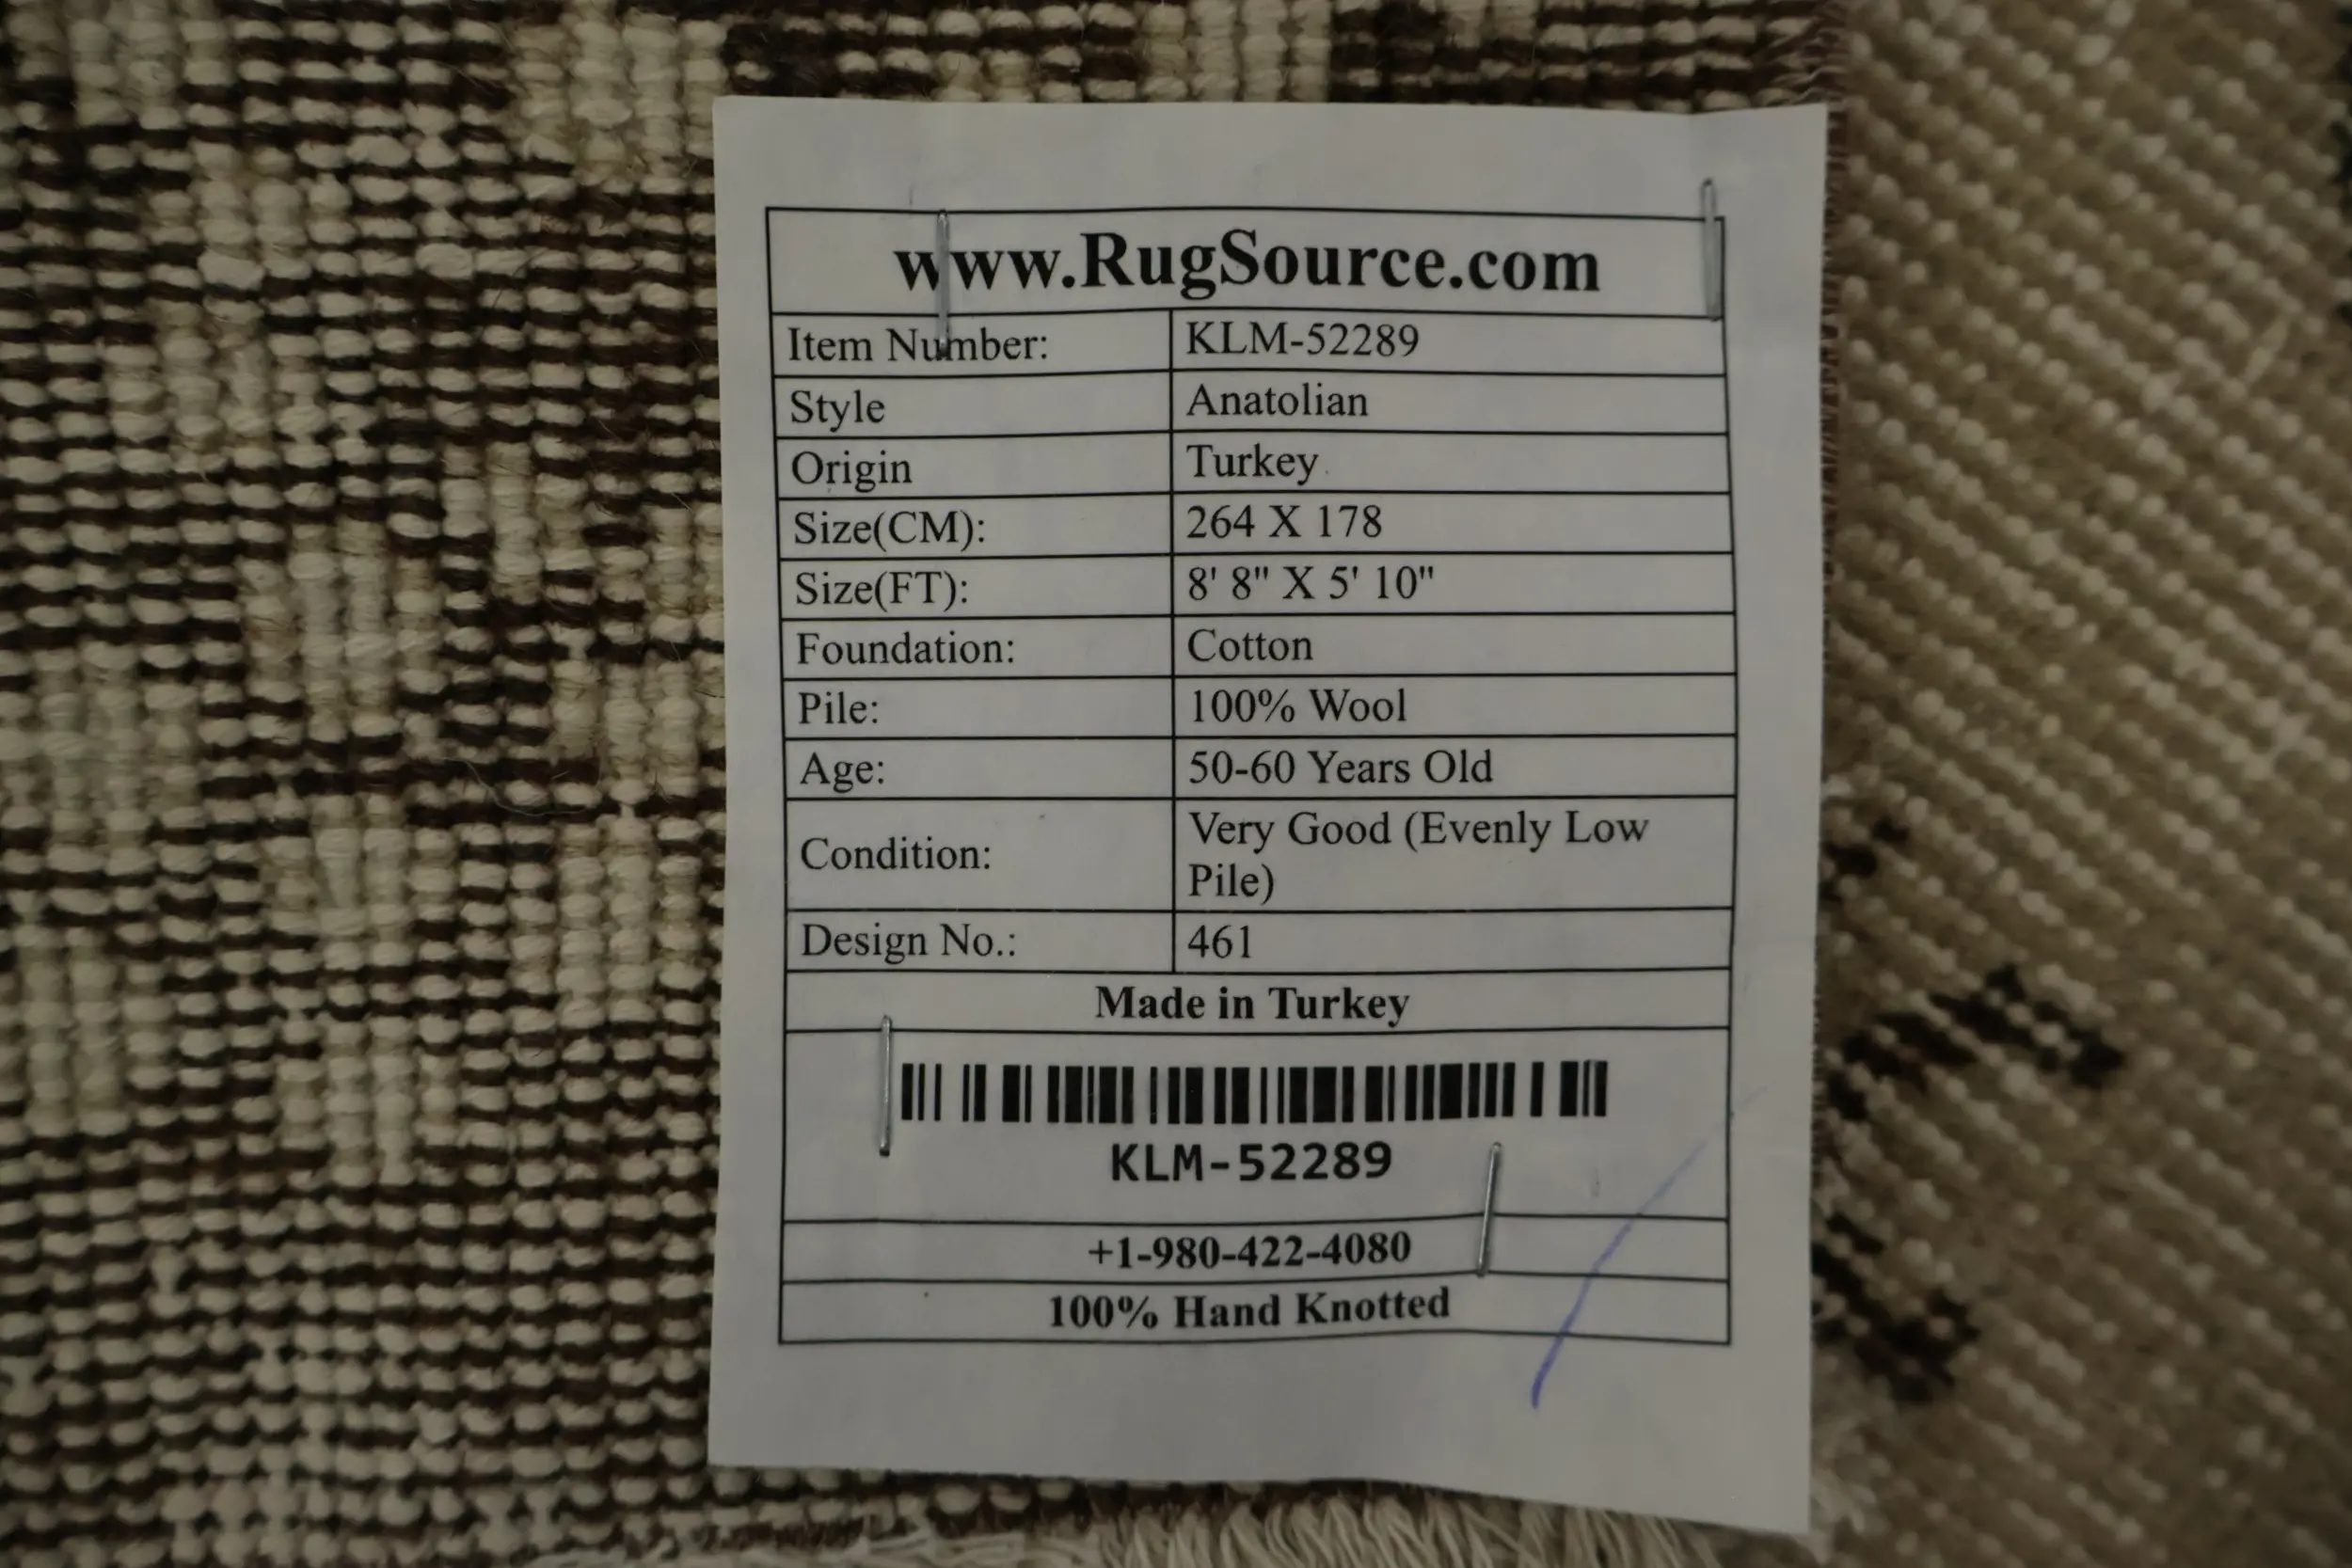 www.RugSource.com
Item Number: KLM-52289
Style Anatolian
Origin Turkey
Size(CM): 264 X 178
Size(FT): 8' 8" X 5' 10"
Foundation: Cotton
Pile: 100% Wool
Age: 50-60 Years Old
Condition: Very Good (Evenly Low
Pile)
Design No.: 461
Made in Turkey
KLM-52289
+1-980-422-4080
100% Hand Knotted